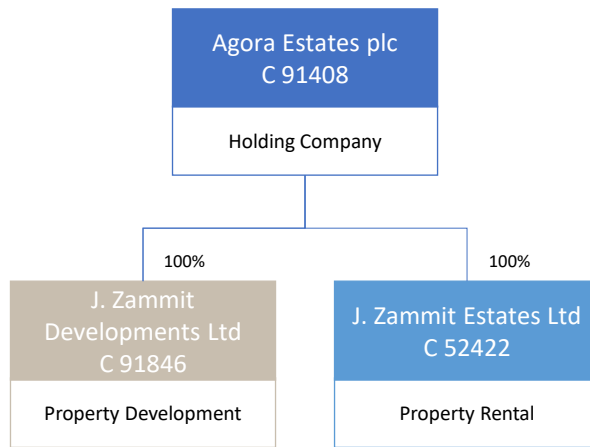 Agora Estates plc
C 91408
Holding Company
100%
100%
J. Zammit
Developments Ltd
C 91846
Property Development
J. Zammit Estates Ltd
C 52422
Property Rental